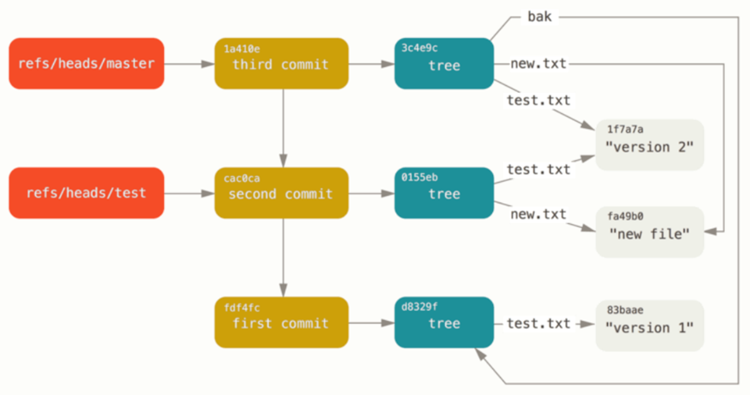 bak
1a410e
3c4e9c
refs/heads/master
third commit
tree
new.txt
test.txt
1f7a7a
"version 2"
cac0ca
0155eb
test.txt
refs/heads/test
second commit
tree
new.txt
fa49b0
"new file"
fdf4fc
d8329f
83baae
first commit
tree
test.txt
"version 1"